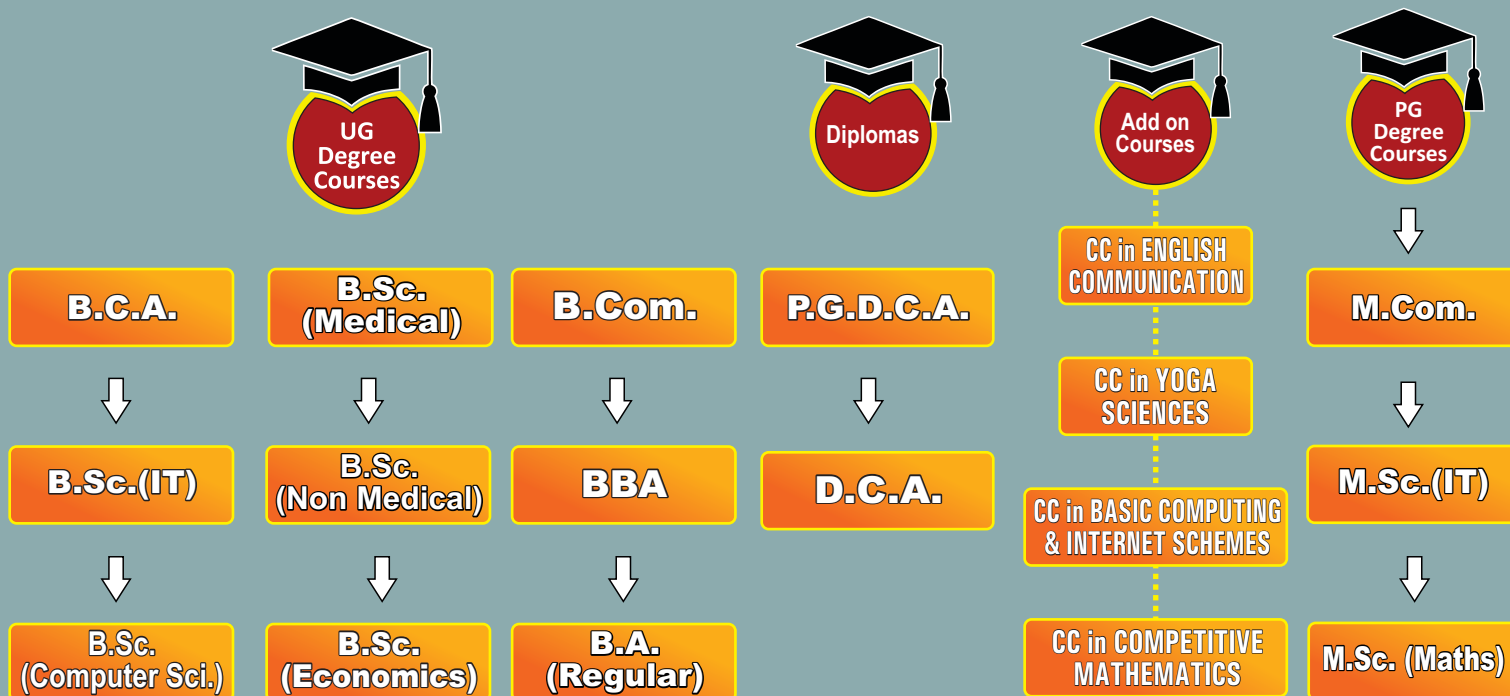 UG
Degree
Courses
B.C.A.
B.Sc.(IT)
B.Sc.
(Computer Sci.)
B.Sc.
(Medical)
B.Sc.
(Non Medical)
B.Sc.
(Economics)
B.Com.
BBA
B.A.
(Regular)
Diplomas
P.G.D.C.A.
D.C.A.
Add on
Courses
CC in ENGLISH
COMMUNICATION
CC in YOGA
SCIENCES
CC in BASIC COMPUTING
& INTERNET SCHEMES
CC in COMPETITIVE
MATHEMATICS
PG
Degree
Courses
M.Com.
M.Sc.(IT)
M.Sc. (Maths)